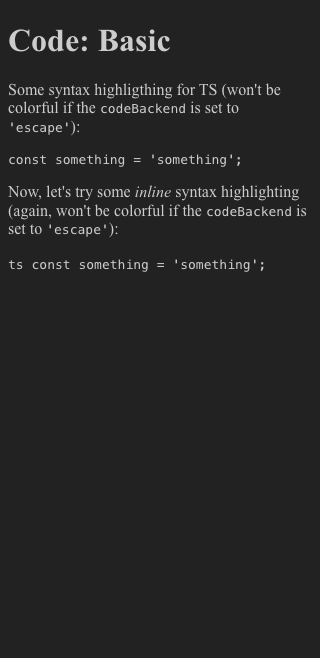 Code: Basic
Some syntax highligthing for TS (won't be
colorful if the codeBackend is set to
'escape'):
const something = 'something';
Now, let's try some inline syntax highlighting
(again, won't be colorful if the codeBackend is
set to 'escape'):
ts const something = 'something';